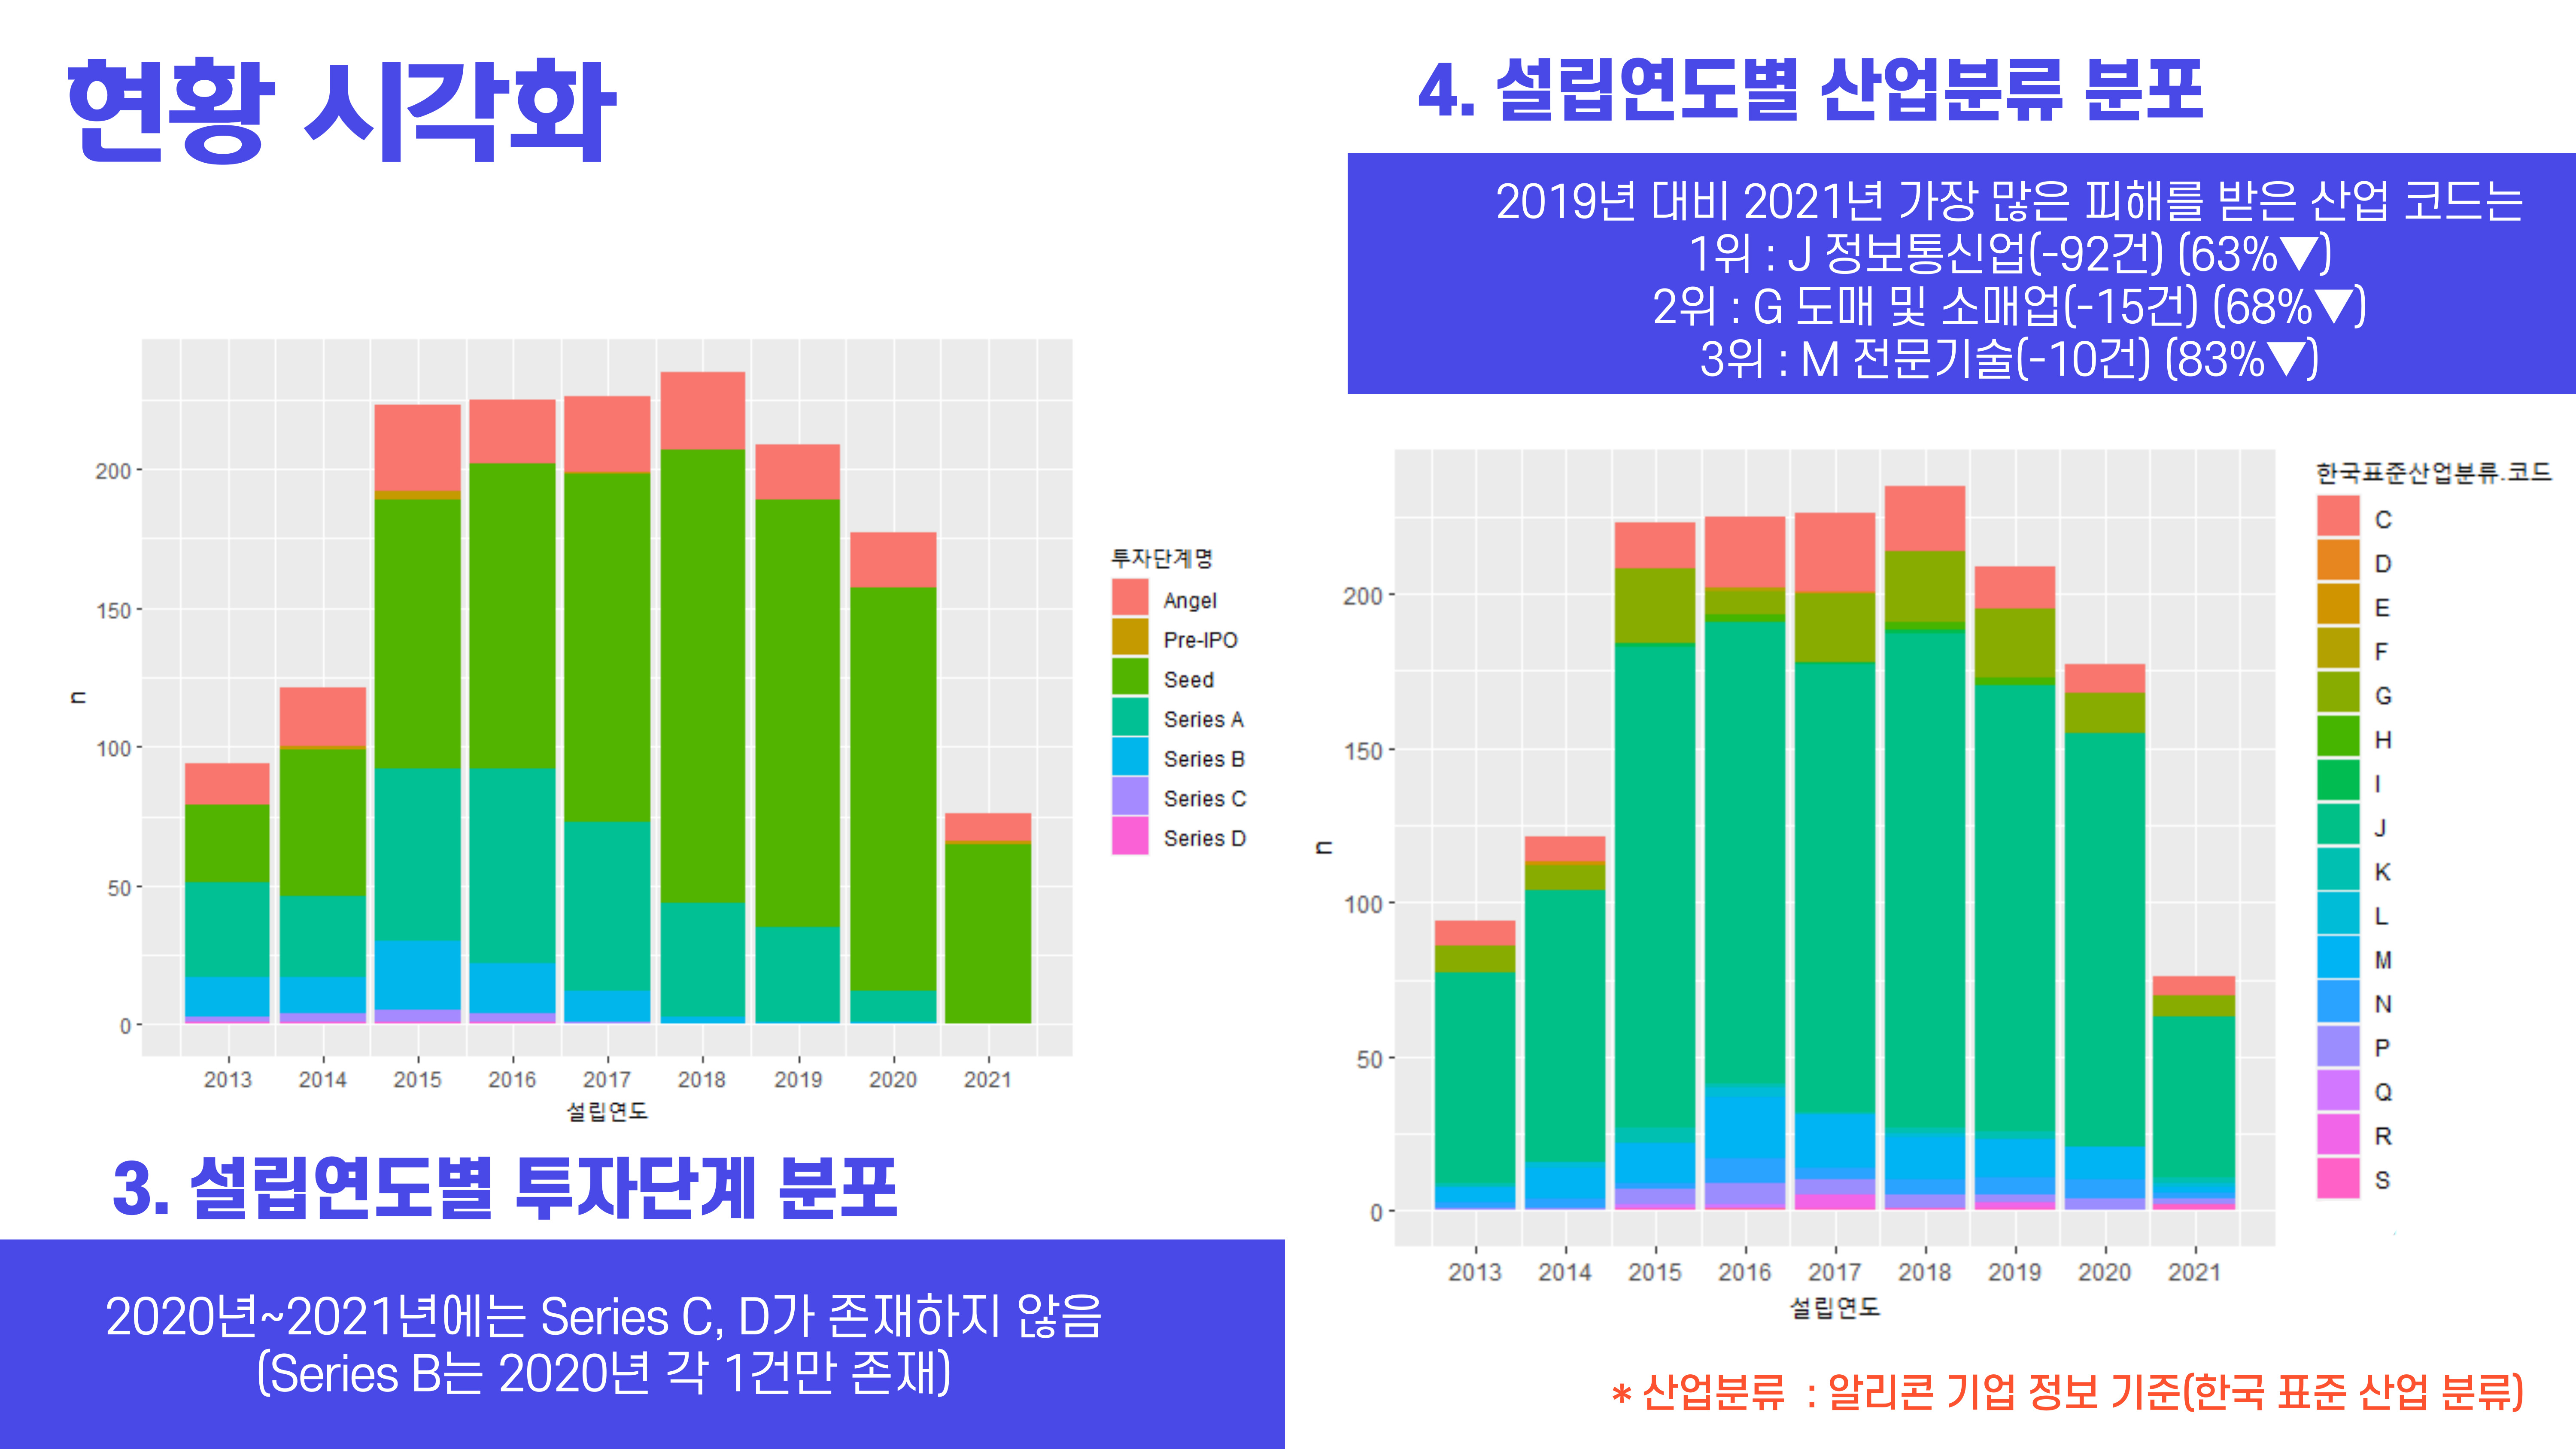 현황 시각화
200
150
100
50
0
n
2013 2014 2015 2016 2017 2018 2019 2020 2021
설립연도
투자단계명
Angel
Pre-IPO
Seed
Series A
Series B
Series C
Series D
3. 설립연도별 투자단계 분포
2020년~2021년에는 Series C, D가 존재하지 않음
(Series B는 2020년 각 1건만 존재)
4. 설립연도별 산업분류 분포
2019년 대비 2021년 가장 많은 피해를 받은 산업 코드는
1위 : J 정보통신업(-92건) (63%▼)
2위 : G 도매 및 소매업(-15건) (68%▼)
3위 : M 전문기술(-10건) (83%▼)
200
150
100
50
0
n
2013 2014 2015 2016 2017 2018 2019 2020 2021
설립연도
한국표준산업분류.코드
C
D
E
F
G
H
I
J
K
L
M
N
P
Q
R
S
* 산업분류 : 알리콘 기업 정보 기준(한국 표준 산업 분류)